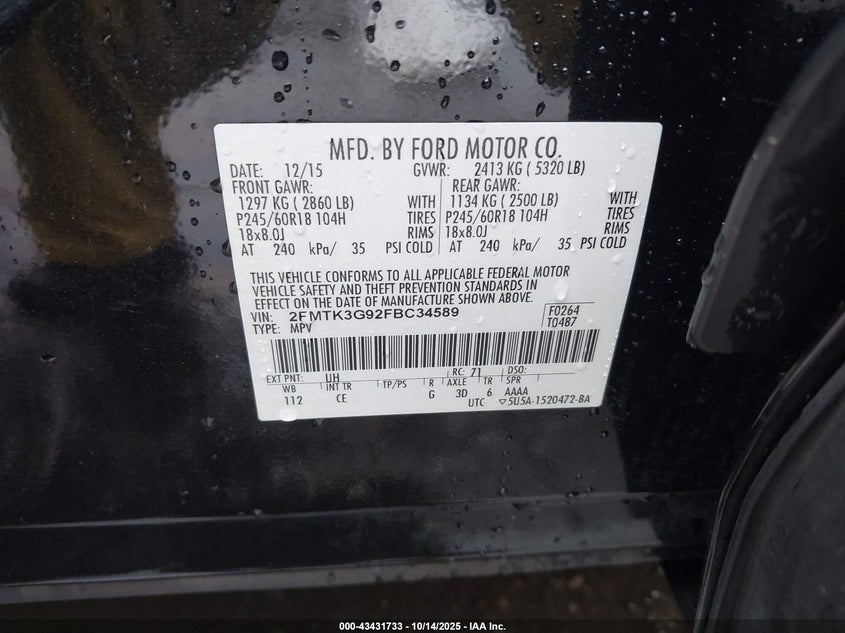 MFD. BY FORD MOTOR CO.
DATE: 12/15 GVWR: 2413 KG ( 5320 LB)
FRONT GAWR: REAR GAWR:
1297 KG ( 2860 LB) WITH 1134 KG ( 2500 LB) WITH
P245/60R18 104H TIRES P245/60R18 104H TIRES
18x8.0J RIMS 18x8.0J RIMS
AT 240 kPa/ 35 PSI COLD AT 240 kPa/ 35 PSI COLD
THIS VEHICLE CONFORMS TO ALL APPLICABLE FEDERAL MOTOR
VEHICLE SAFETY AND THEFT PREVENTION STANDARDS IN
EFFECT ON THE DATE OF MANUFACTURE SHOWN ABOVE.
VIN: 2FMTK3G92FBC34589 F0264
TYPE: MPV T0487
EXT PNT: UH RC: 71 DSO:
WB INT TR TP/PS R AXLE TR SPR
112 CE G 3D 6 AAAA
UTC ▽5U5A-1520472-BA
000-43431733 - 10/14/2025 - IAA Inc.